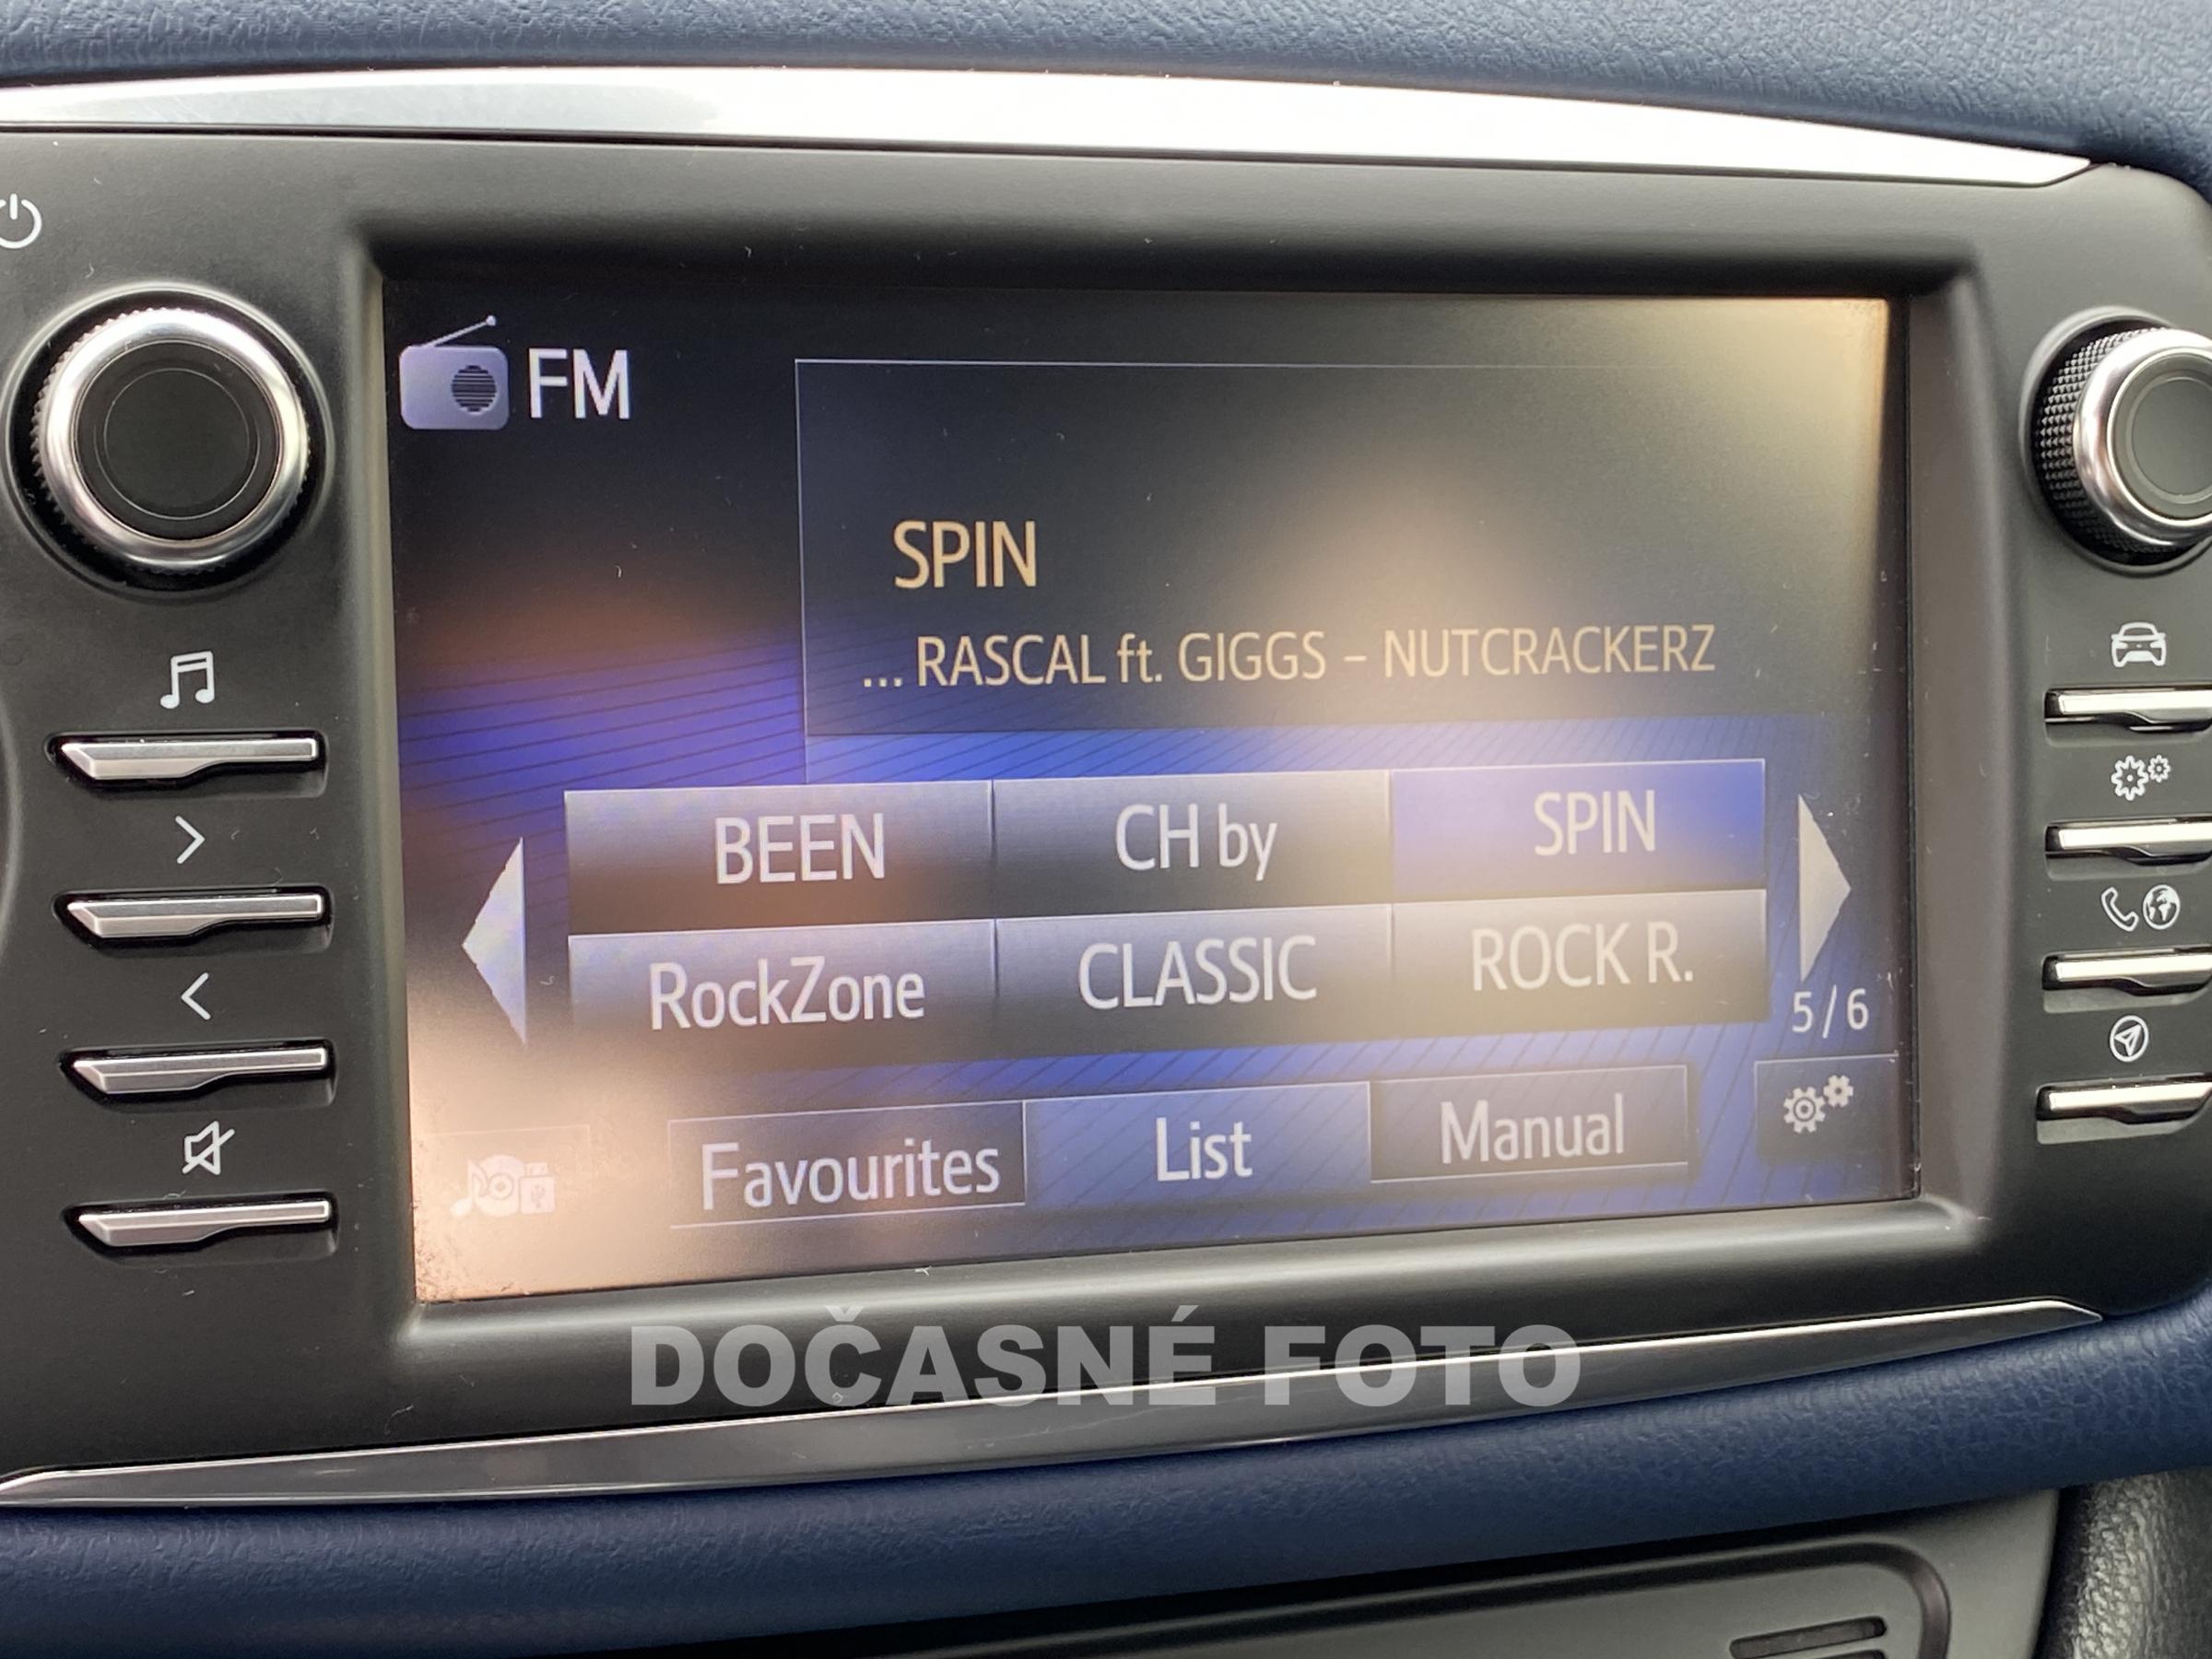 FM
SPIN
... RASCAL ft. GIGGS – NUTCRACKERZ
BEEN
CH by
SPIN
RockZone
CLASSIC
ROCK R.
5 / 6
Favourites
List
Manual
DOČASNÉ FOTO